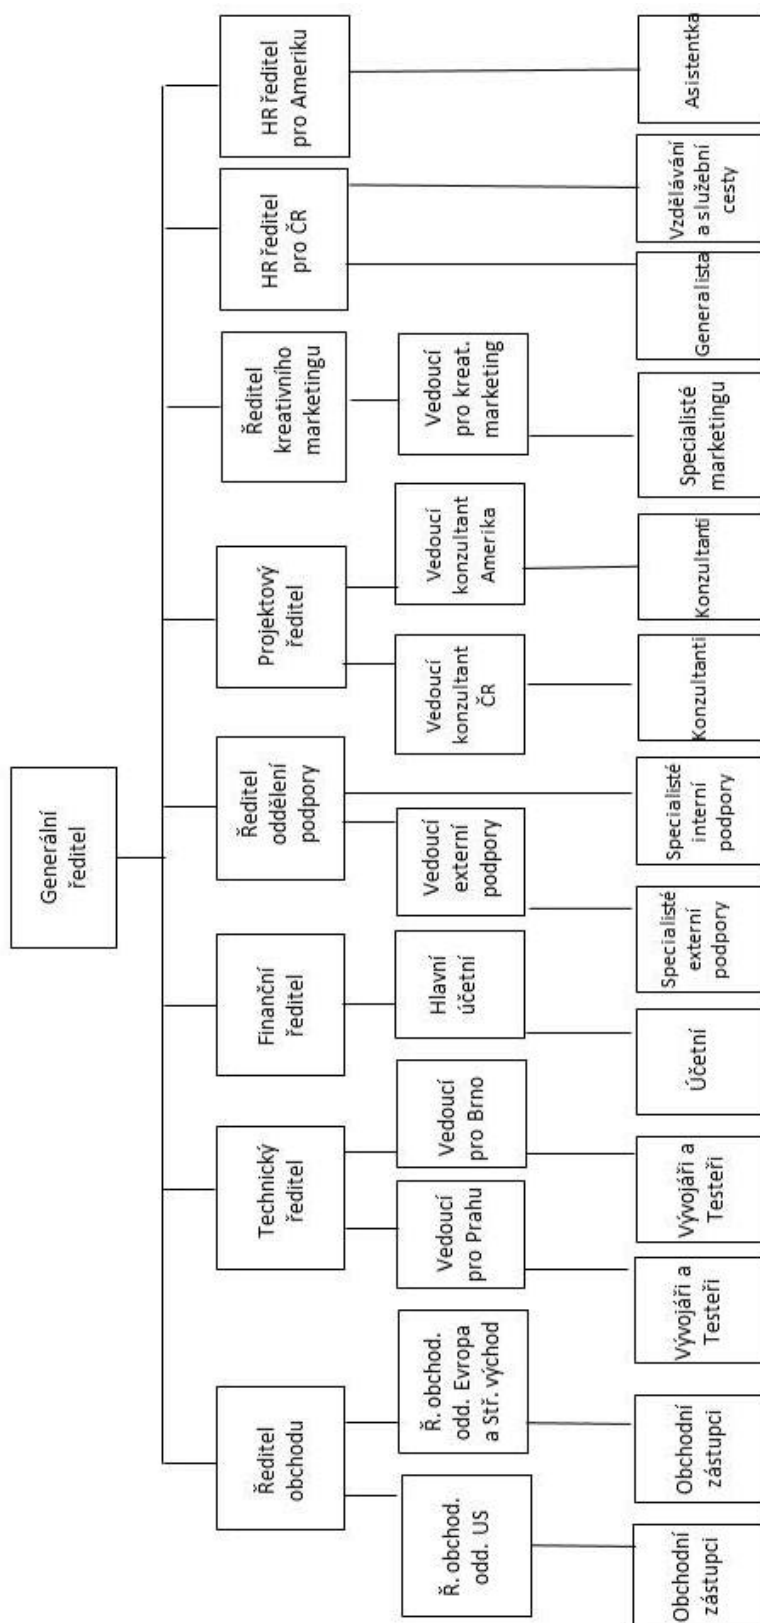 Generální
ředitel
Ředitel
obchodu
Technický
ředitel
Finanční
ředitel
Ředitel
oddělení
podpory
Projektový
ředitel
Ředitel
kreativního
marketingu
HR ředitel
pro ČR
HR ředitel
pro Ameriku
Ř. obchod.
odd. US
Ř. obchod.
odd. Evropa
a Stř. východ
Vedoucí
pro Prahu
Vedoucí
pro Brno
Hlavní
účetní
Vedoucí
externí
podpory
Vedoucí
konzultant
ČR
Vedoucí
konzultant
Amerika
Vedoucí
pro kreat.
marketing
Obchodní
zástupci
Obchodní
zástupci
Vývojáři a
Testeři
Vývojáři a
Testeři
Účetní
Specialisté
externí
podpory
Specialisté
interní
podpory
Konzultanti
Konzultanti
Specialisté
marketingu
Generalista
Vzdělávání
a služební
cesty
Asistentka